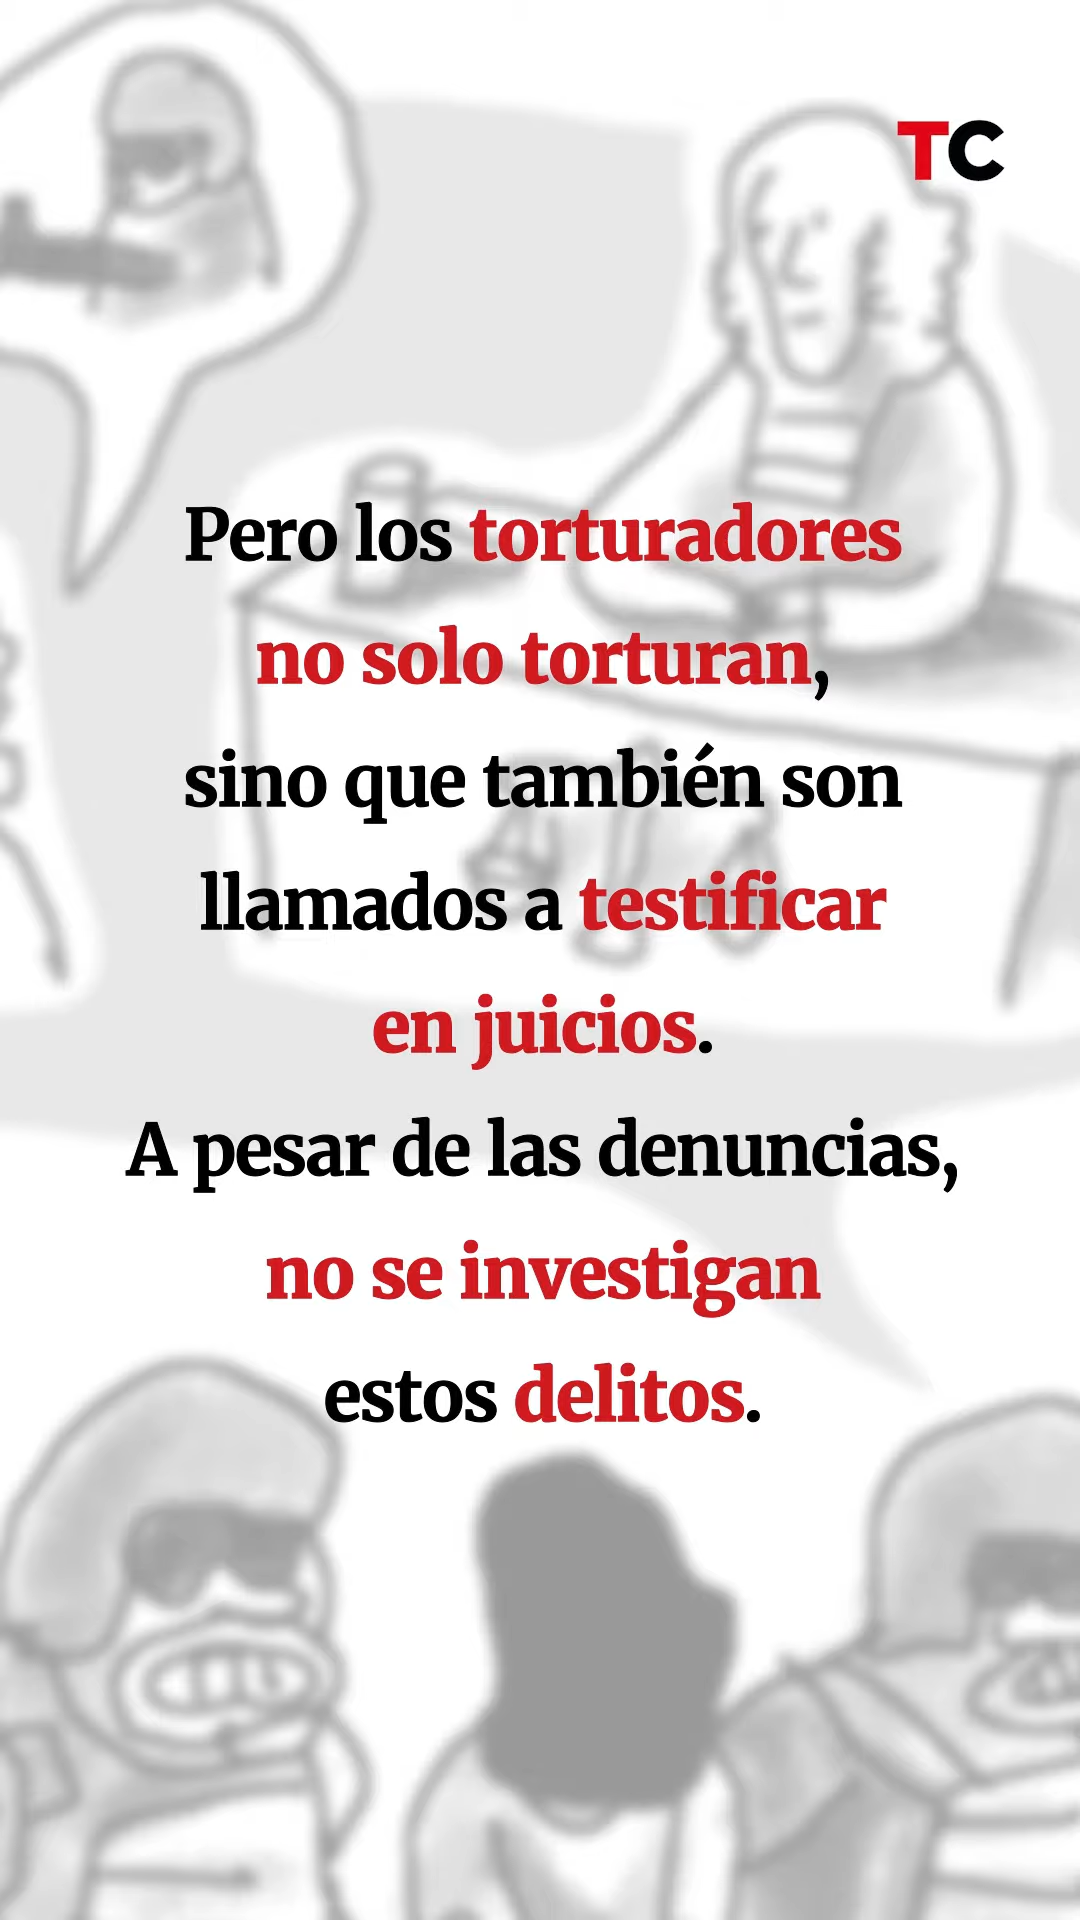 TC
Pero los torturadores
no solo torturan,
sino que también son
llamados a testificar
en juicios.
A pesar de las denuncias,
no se investigan
estos delitos.